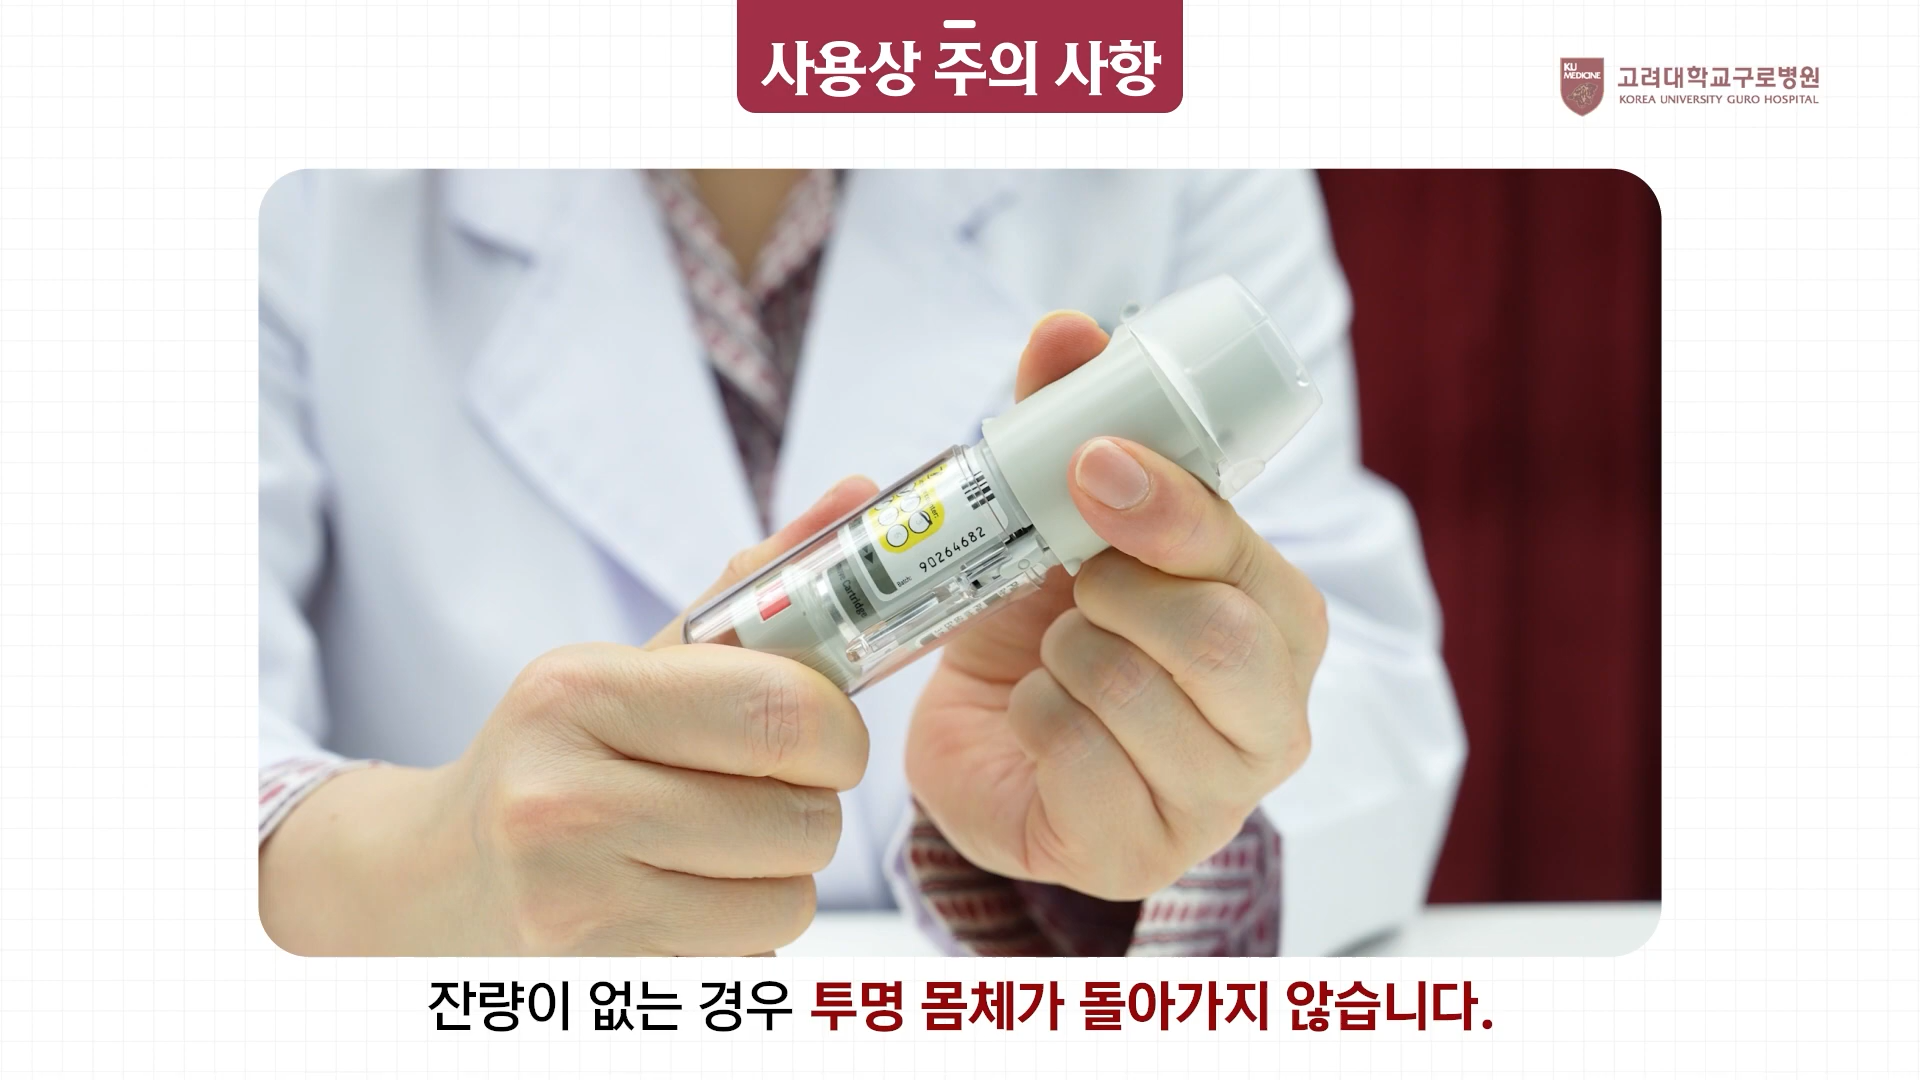 사용상 주의 사항
KU
MEDICINE
고려대학교구로병원
KOREA UNIVERSITY GURO HOSPITAL
90264682
Batch:
Cartridge
잔량이 없는 경우 투명 몸체가 돌아가지 않습니다.